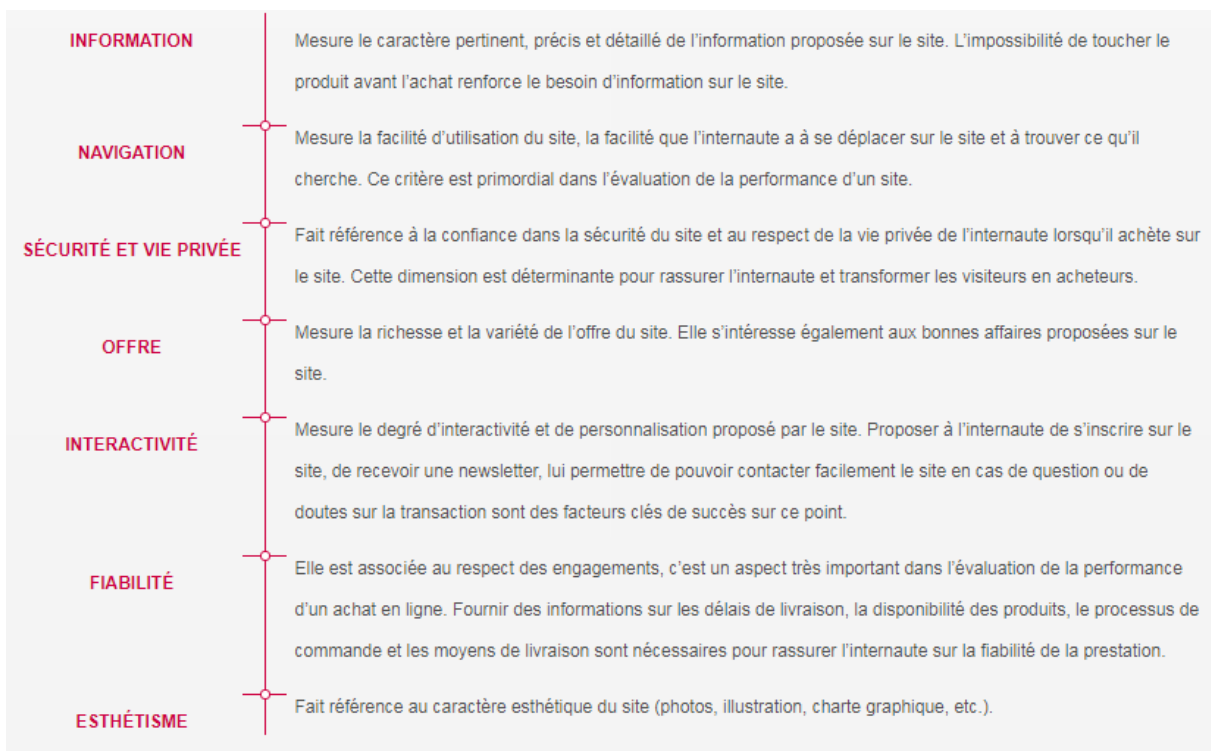 INFORMATION
Mesure le caractère pertinent, précis et détaillé de l’information proposée sur le site. L’impossibilité de toucher le
produit avant l’achat renforce le besoin d’information sur le site.
NAVIGATION
Mesure la facilité d’utilisation du site, la facilité que l’internaute a à se déplacer sur le site et à trouver ce qu’il
cherche. Ce critère est primordial dans l’évaluation de la performance d’un site.
SÉCURITÉ ET VIE PRIVÉE
Fait référence à la confiance dans la sécurité du site et au respect de la vie privée de l’internaute lorsqu’il achète sur
le site. Cette dimension est déterminante pour rassurer l’internaute et transformer les visiteurs en acheteurs.
OFFRE
Mesure la richesse et la variété de l’offre du site. Elle s’intéresse également aux bonnes affaires proposées sur le
site.
INTERACTIVITÉ
Mesure le degré d’interactivité et de personnalisation proposé par le site. Proposer à l’internaute de s’inscrire sur le
site, de recevoir une newsletter, lui permettre de pouvoir contacter facilement le site en cas de question ou de
doutes sur la transaction sont des facteurs clés de succès sur ce point.
FIABILITÉ
Elle est associée au respect des engagements, c’est un aspect très important dans l’évaluation de la performance
d’un achat en ligne. Fournir des informations sur les délais de livraison, la disponibilité des produits, le processus de
commande et les moyens de livraison sont nécessaires pour rassurer l’internaute sur la fiabilité de la prestation.
ESTHÉTISME
Fait référence au caractère esthétique du site (photos, illustration, charte graphique, etc.).